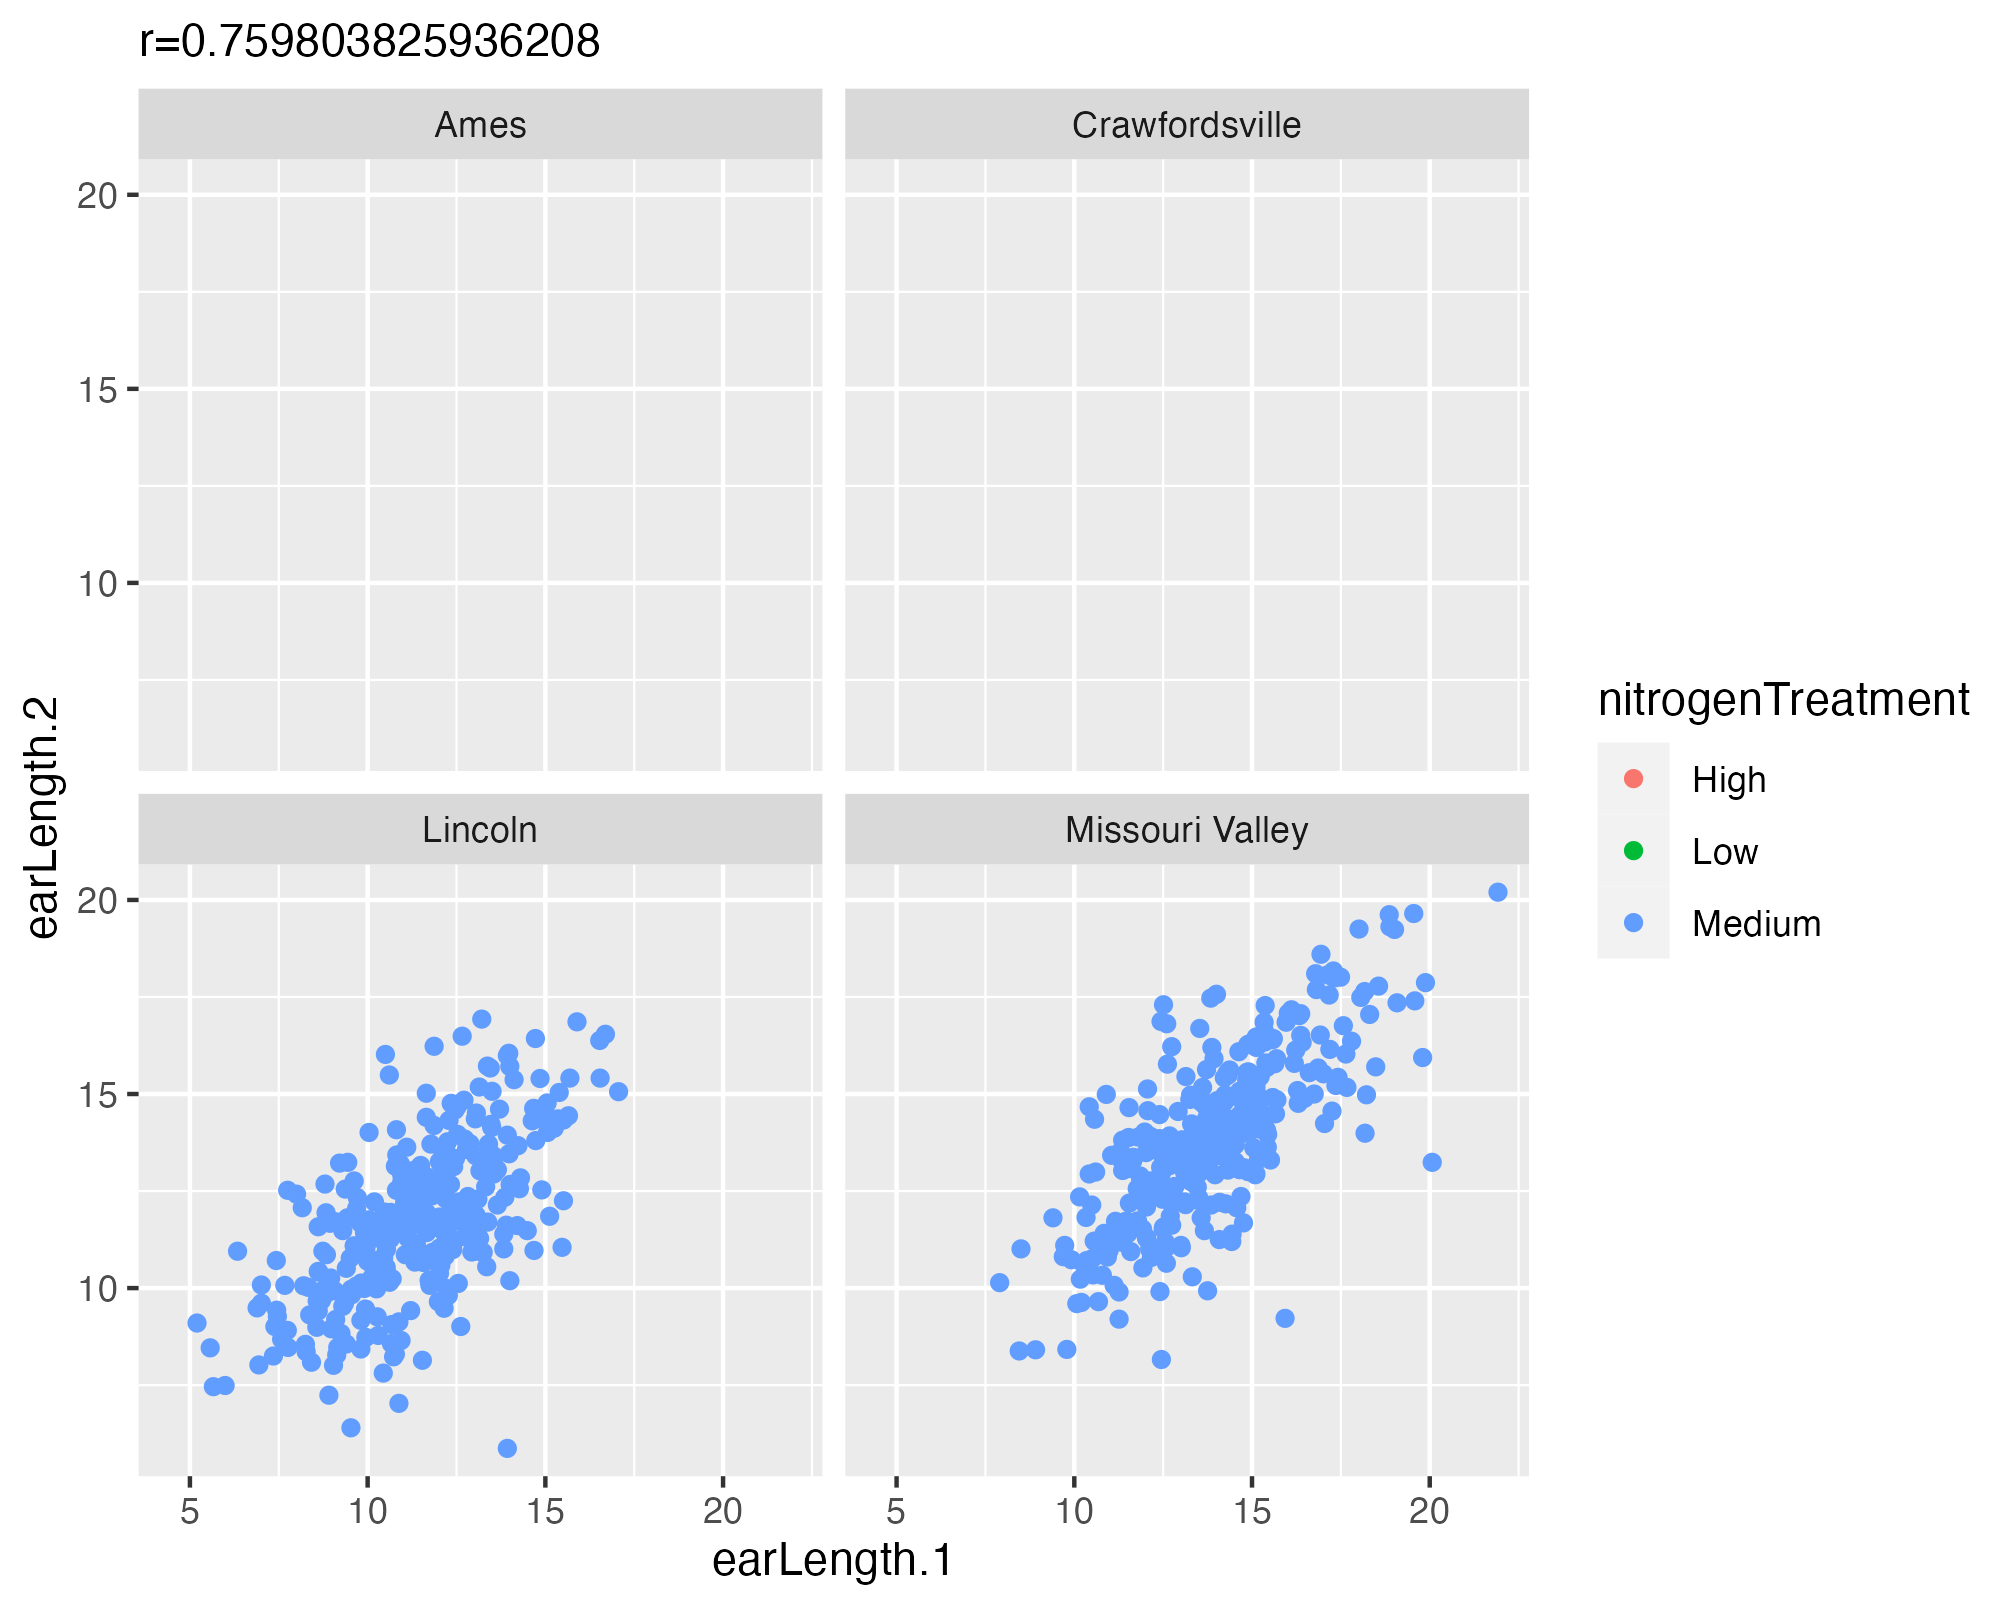 r=0.759803825936208
Ames
Crawfordsville
20
15
10
earLength.2
Lincoln
Missouri Valley
20
15
10
5 10 15 20
5 10 15 20
earLength.1
nitrogenTreatment
High
Low
Medium